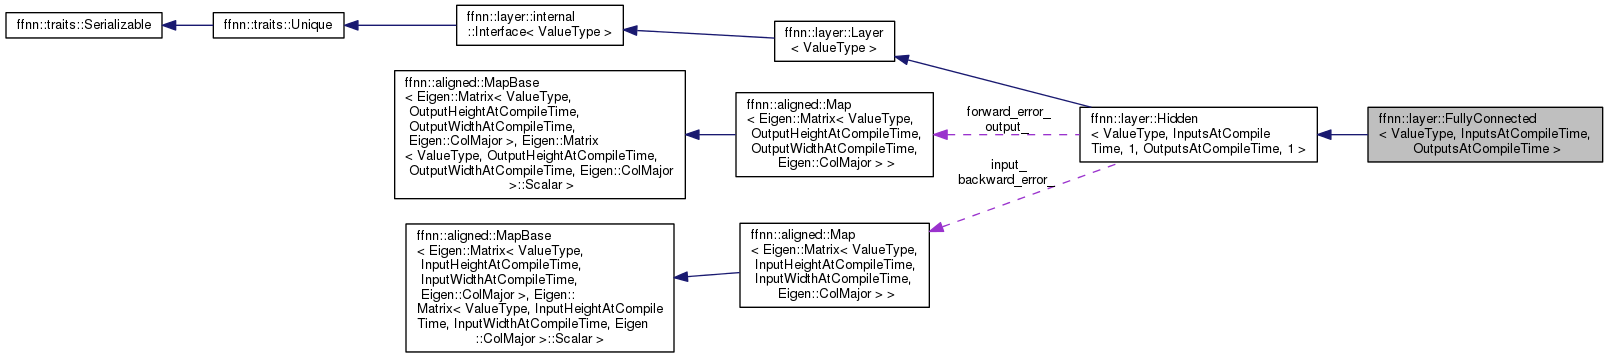 ffnn::traits::Serializable
ffnn::traits::Unique
ffnn::layer::internal
::Interface< ValueType >
ffnn::layer::Layer
< ValueType >
ffnn::aligned::MapBase
< Eigen::Matrix< ValueType,
OutputHeightAtCompileTime,
OutputWidthAtCompileTime,
Eigen::ColMajor >, Eigen::Matrix
< ValueType, OutputHeightAtCompileTime,
OutputWidthAtCompileTime, Eigen::ColMajor
>::Scalar >
ffnn::aligned::Map
< Eigen::Matrix< ValueType,
OutputHeightAtCompileTime,
OutputWidthAtCompileTime,
Eigen::ColMajor > >
forward_error_
output_
ffnn::layer::Hidden
< ValueType, InputsAtCompile
Time, 1, OutputsAtCompileTime, 1 >
ffnn::layer::FullyConnected
< ValueType, InputsAtCompileTime,
OutputsAtCompileTime >
input_
backward_error_
ffnn::aligned::MapBase
< Eigen::Matrix< ValueType,
InputHeightAtCompileTime,
InputWidthAtCompileTime,
Eigen::ColMajor >, Eigen::
Matrix< ValueType, InputHeightAtCompile
Time, InputWidthAtCompileTime, Eigen
::ColMajor >::Scalar >
ffnn::aligned::Map
< Eigen::Matrix< ValueType,
InputHeightAtCompileTime,
InputWidthAtCompileTime,
Eigen::ColMajor > >